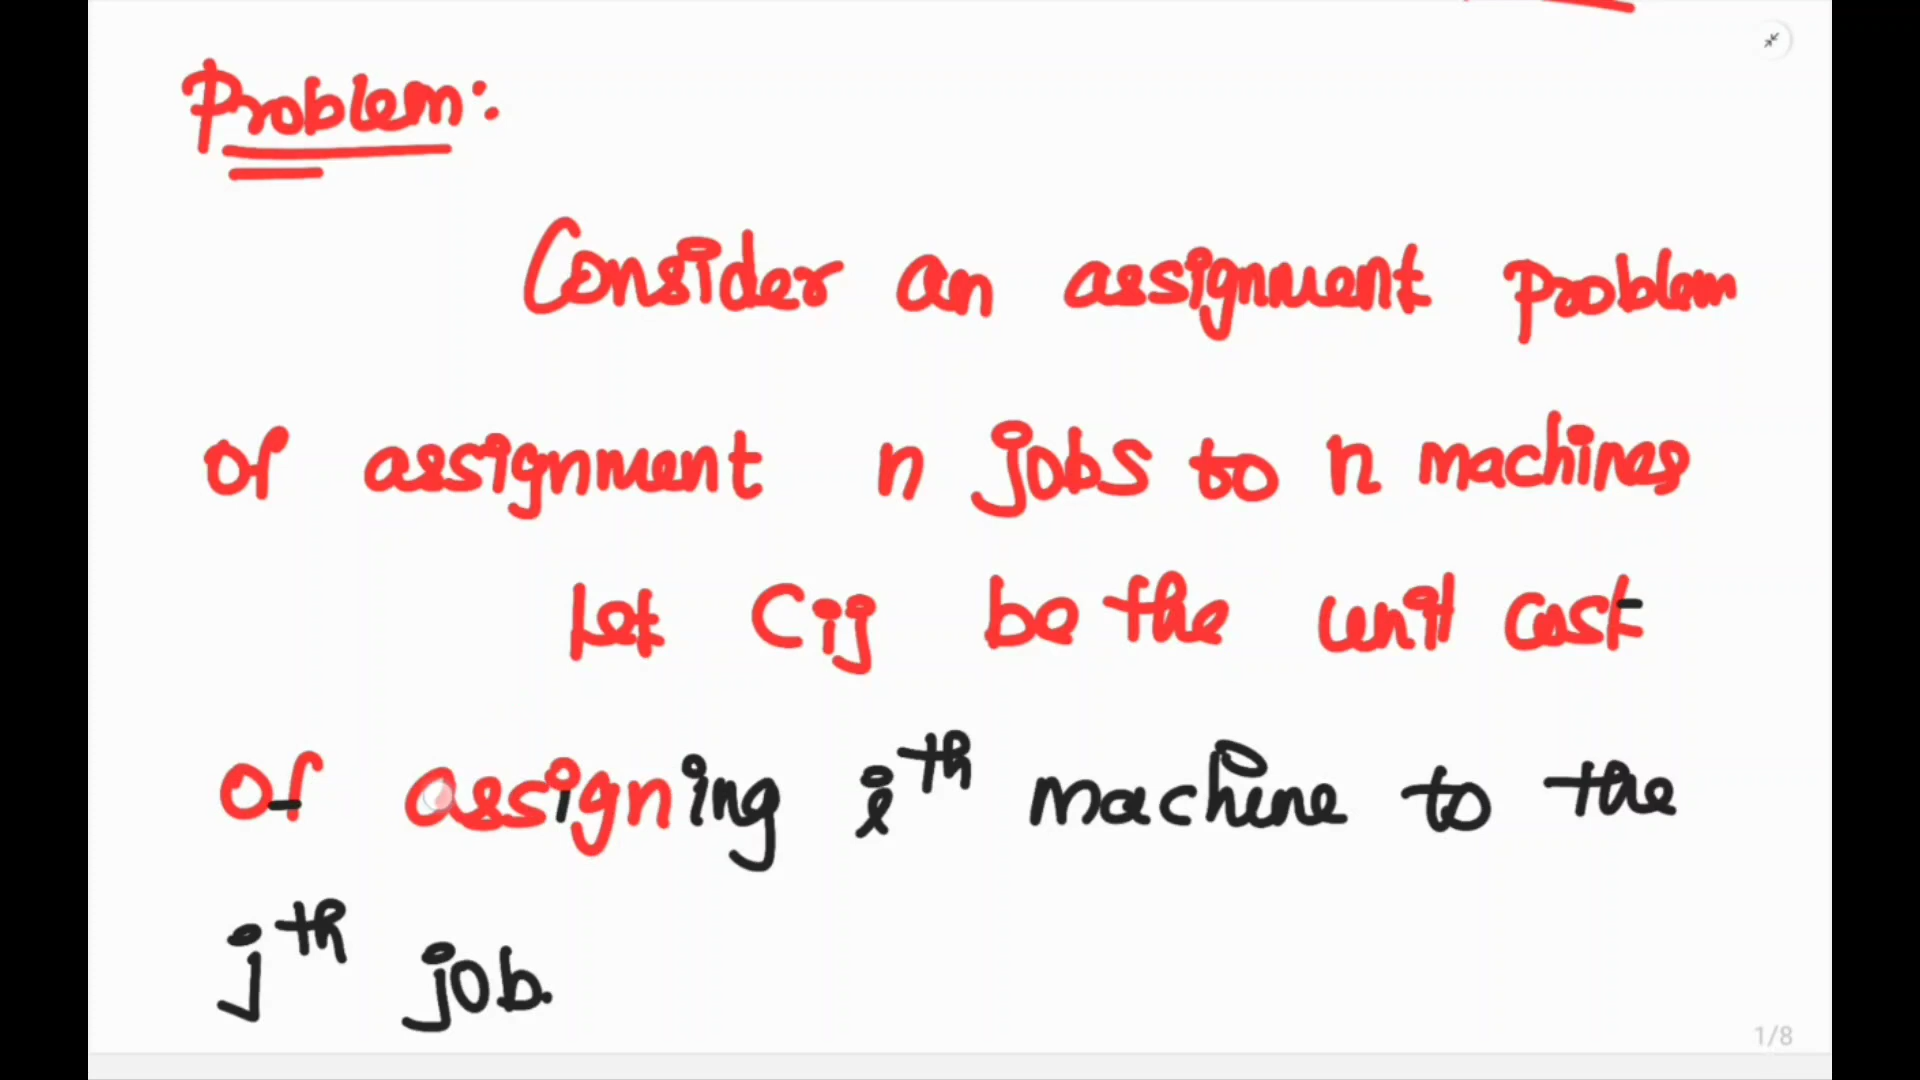 Problem:
Consider an assignment problem
of assignment n jobs to n machines
Let Cij be the unit cost
of assigning ith machine to the
jth job.
1/8